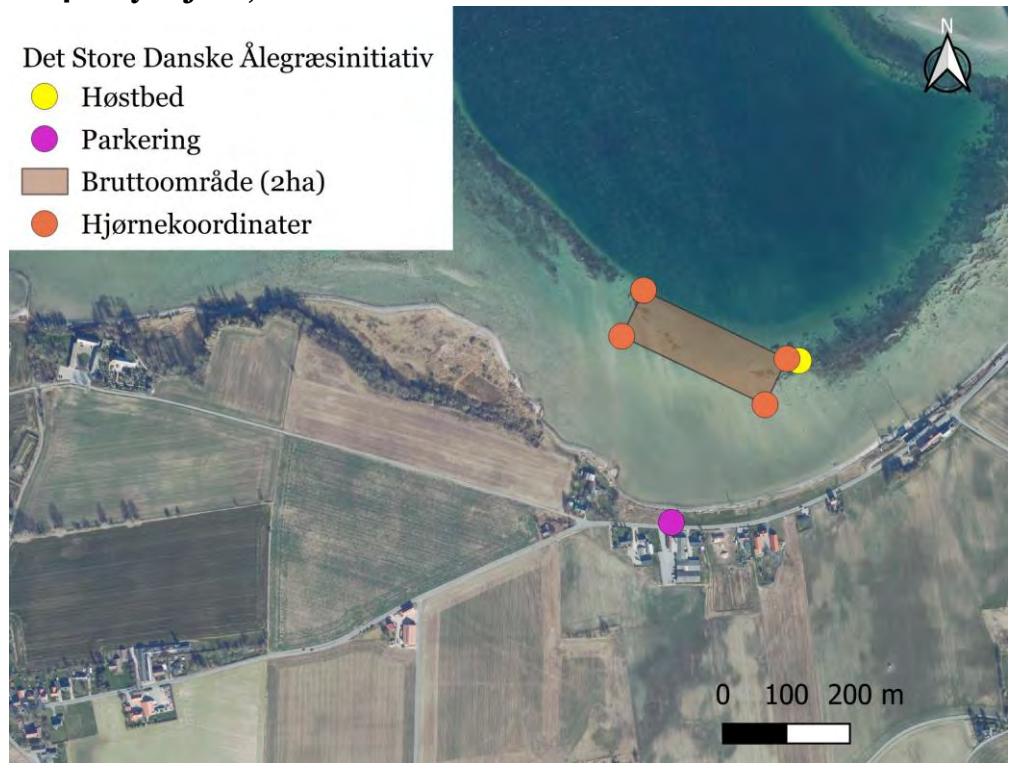 Det Store Danske Ålegræsinitiativ
Høstbed
Parkering
Bruttoområde (2ha)
Hjørnekoordinater
N
0 100 200 m